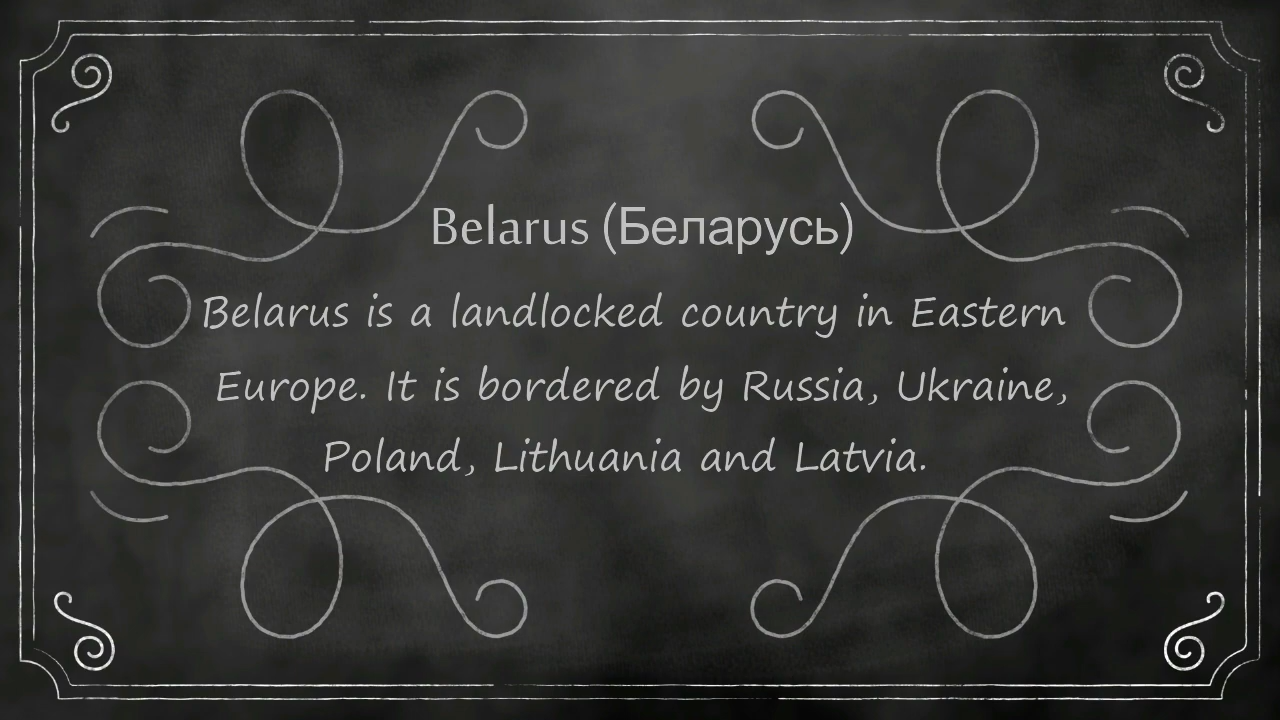 Belarus (Беларусь)
Belarus is a landlocked country in Eastern
Europe. It is bordered by Russia, Ukraine,
Poland, Lithuania and Latvia.